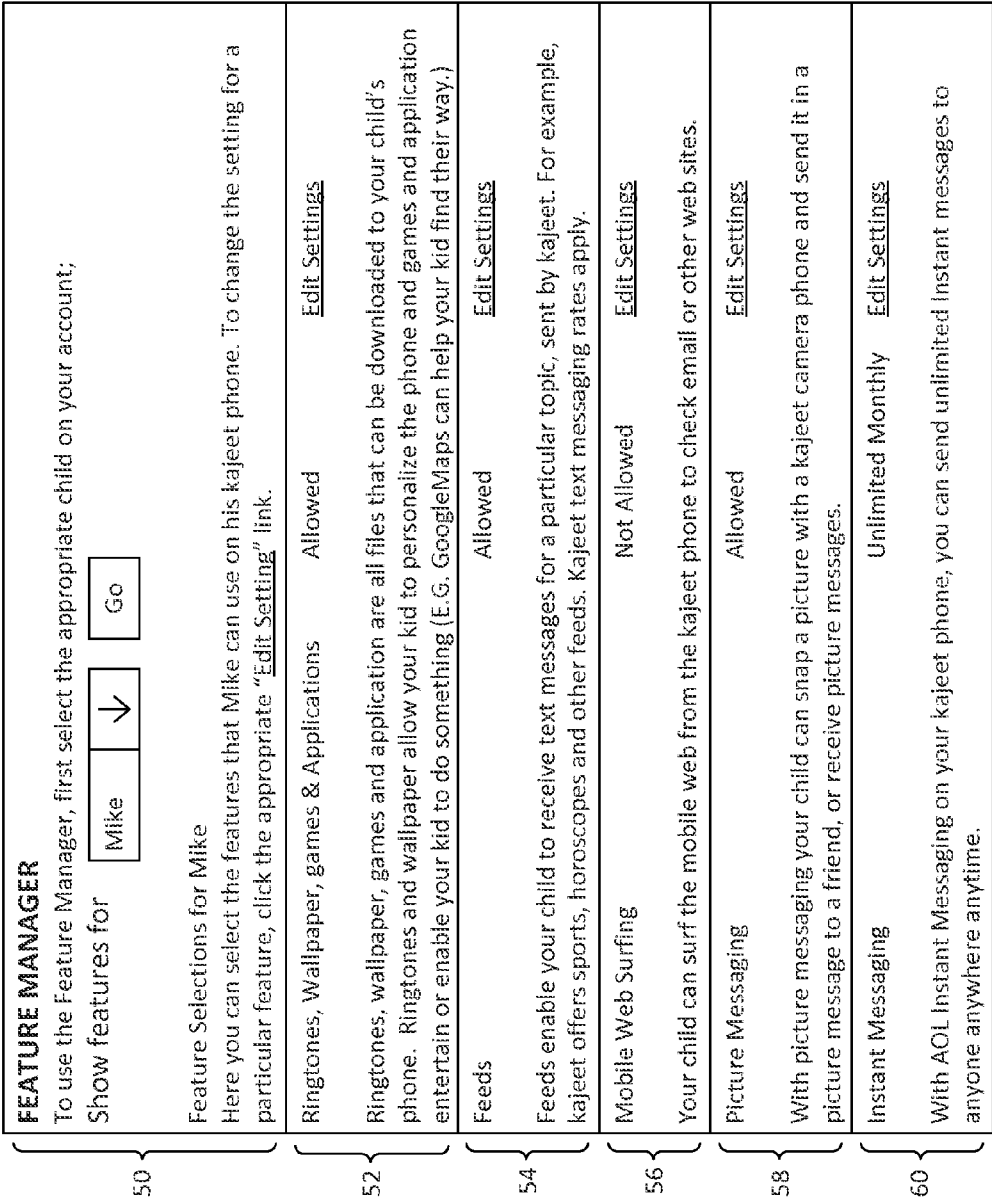 FEATURE MANAGER
To use the Feature Manager, first select the appropriate child on your account;
Show features for Mike ↓ Go
50
Feature Selections for Mike
Here you can select the features that Mike can use on his kajeet phone. To change the setting for a
particular feature, click the appropriate “Edit Setting” link.
52
Ringtones, Wallpaper, games & Applications Allowed Edit Settings
Ringtones, wallpaper, games and application are all files that can be downloaded to your child's
phone. Ringtones and wallpaper allow your kid to personalize the phone and games and application
entertain or enable your kid to do something (E.G. GoogleMaps can help your kid find their way.)
54
Feeds Allowed Edit Settings
Feeds enable your child to receive text messages for a particular topic, sent by kajeet. For example,
kajeet offers sports, horoscopes and other feeds. Kajeet text messaging rates apply.
56
Mobile Web Surfing Not Allowed Edit Settings
Your child can surf the mobile web from the kajeet phone to check email or other web sites.
58
Picture Messaging Allowed Edit Settings
With picture messaging your child can snap a picture with a kajeet camera phone and send it in a
picture message to a friend, or receive picture messages.
60
Instant Messaging Unlimited Monthly Edit Settings
With AOL Instant Messaging on your kajeet phone, you can send unlimited Instant messages to
anyone anywhere anytime.